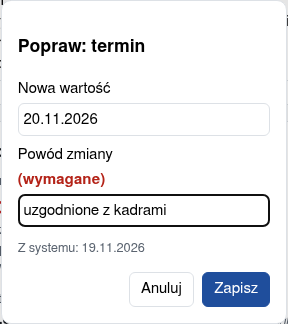 Popraw: termin
Nowa wartość
20.11.2026
Powód zmiany
(wymagane)
uzgodnione z kadrami
Z systemu: 19.11.2026
Anuluj
Zapisz